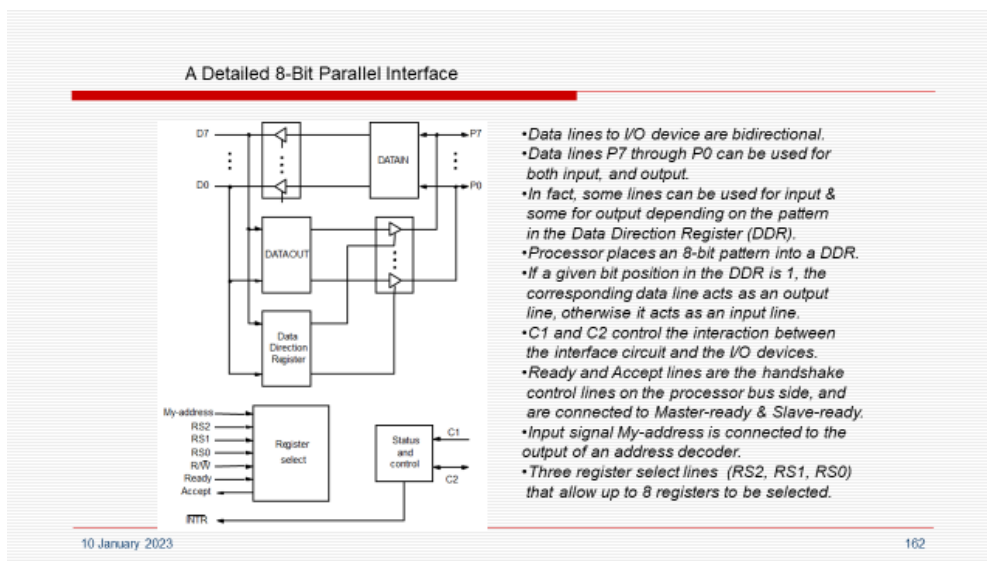 A Detailed 8-Bit Parallel Interface
D7
P7
DATAIN
D0
P0
DATAOUT
Data
Direction
Register
My-address
RS2
RS1
RS0
R/W̅
Ready
Accept
Register
select
Status
and
control
C1
C2
I̅N̅T̅R̅
•Data lines to I/O device are bidirectional.
•Data lines P7 through P0 can be used for
both input, and output.
•In fact, some lines can be used for input &
some for output depending on the pattern
in the Data Direction Register (DDR).
•Processor places an 8-bit pattern into a DDR.
•If a given bit position in the DDR is 1, the
corresponding data line acts as an output
line, otherwise it acts as an input line.
•C1 and C2 control the interaction between
the interface circuit and the I/O devices.
•Ready and Accept lines are the handshake
control lines on the processor bus side, and
are connected to Master-ready & Slave-ready.
•Input signal My-address is connected to the
output of an address decoder.
•Three register select lines (RS2, RS1, RS0)
that allow up to 8 registers to be selected.
10 January 2023
162